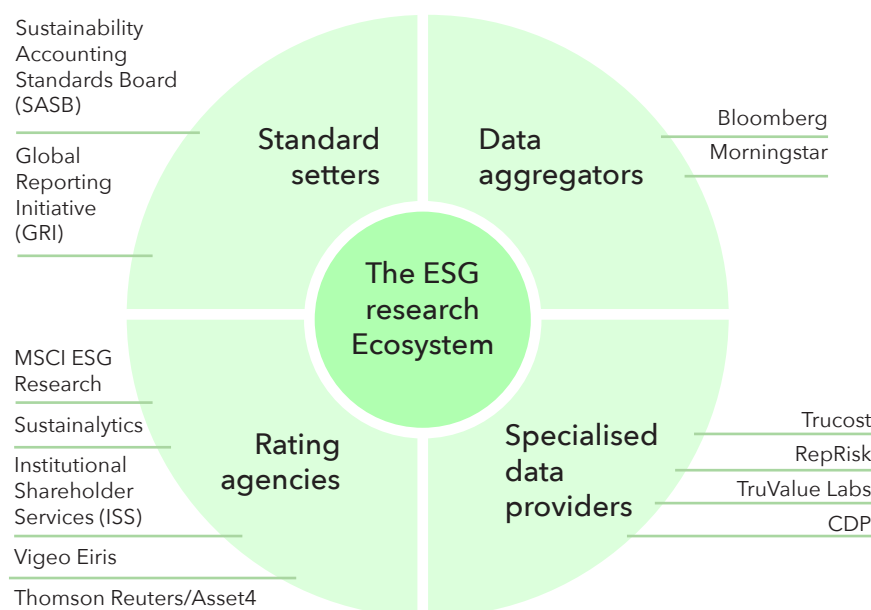 Sustainability
Accounting
Standards Board
(SASB)
Global
Reporting
Initiative
(GRI)
Standard
setters
Data
aggregators
Bloomberg
Morningstar
The ESG
research
Ecosystem
MSCI ESG
Research
Sustainalytics
Institutional
Shareholder
Services (ISS)
Vigeo Eiris
Thomson Reuters/Asset4
Rating
agencies
Specialised
data
providers
Trucost
RepRisk
TruValue Labs
CDP